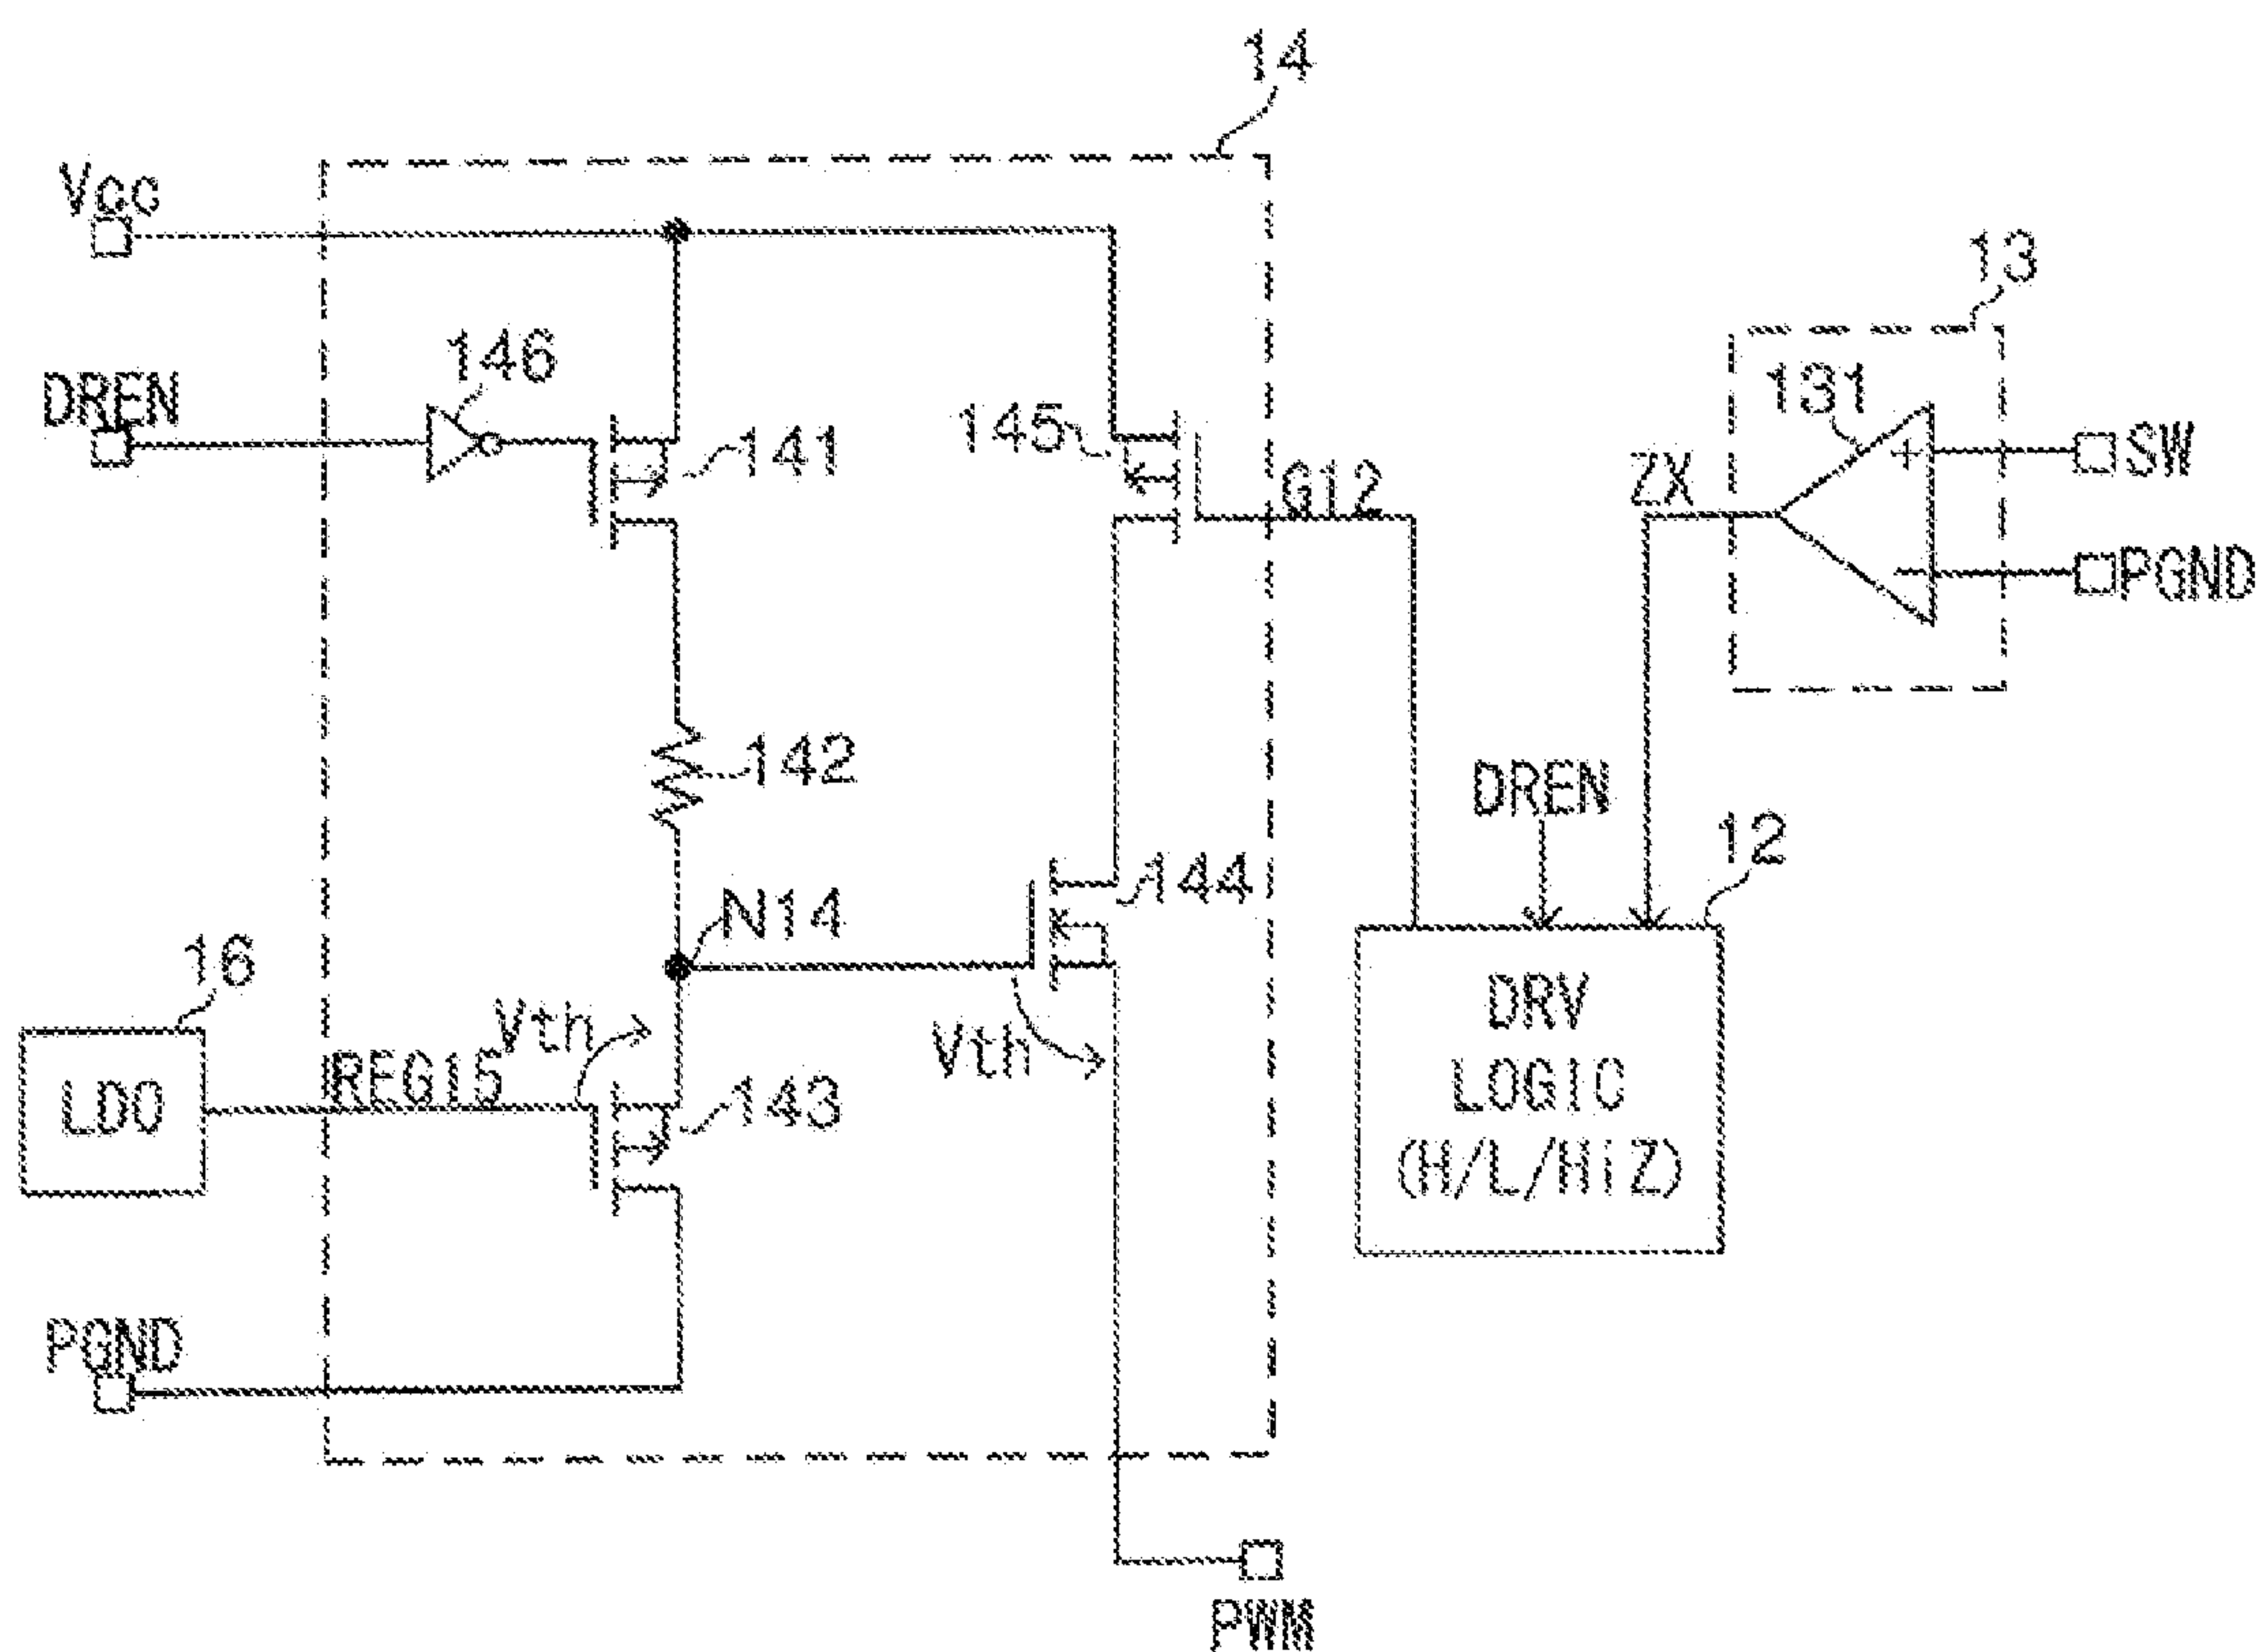 14
Vcc
13
146
131
DREN
141
145
SW
ZX
G12
PGND
142
DREN
12
144
N14
16
DRV
LOGIC
(H/L/HiZ)
Vth
Vth
REG15
LDO
143
PGND
PWM